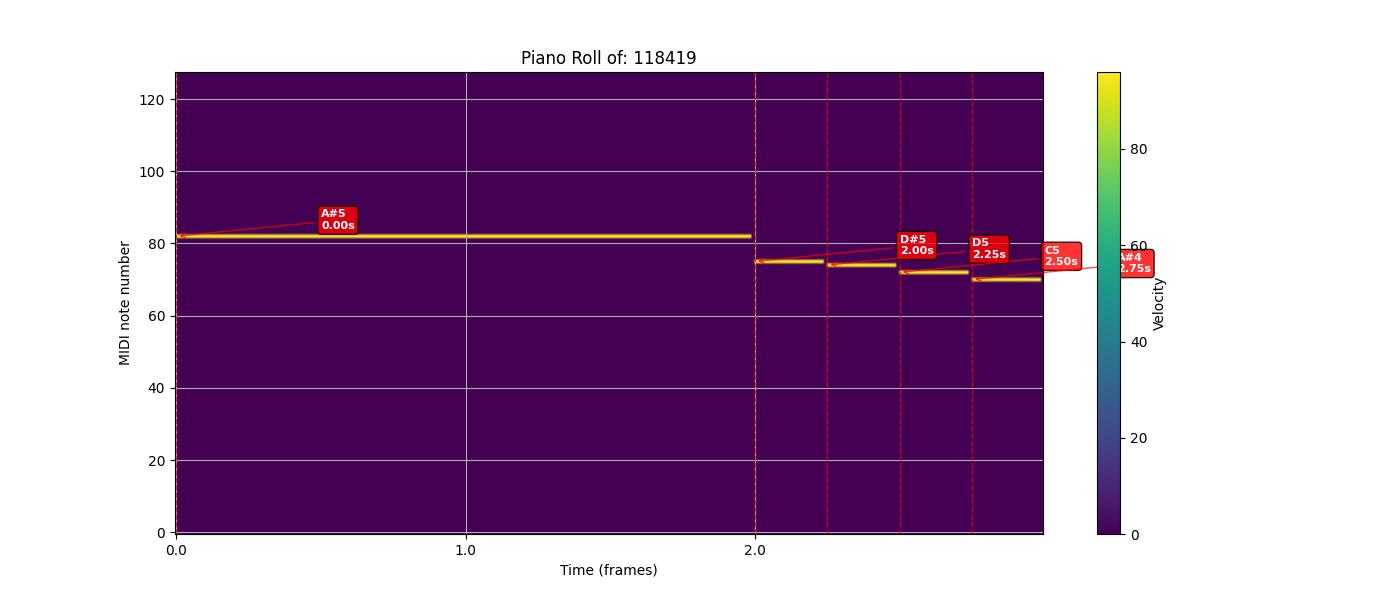 Piano Roll of: 118419
MIDI note number
120
100
80
60
40
20
0
0.0
1.0
2.0
Time (frames)
A#5
0.00s
D#5
2.00s
D5
2.25s
C5
2.50s
A#4
2.75s
80
60
40
20
0
Velocity